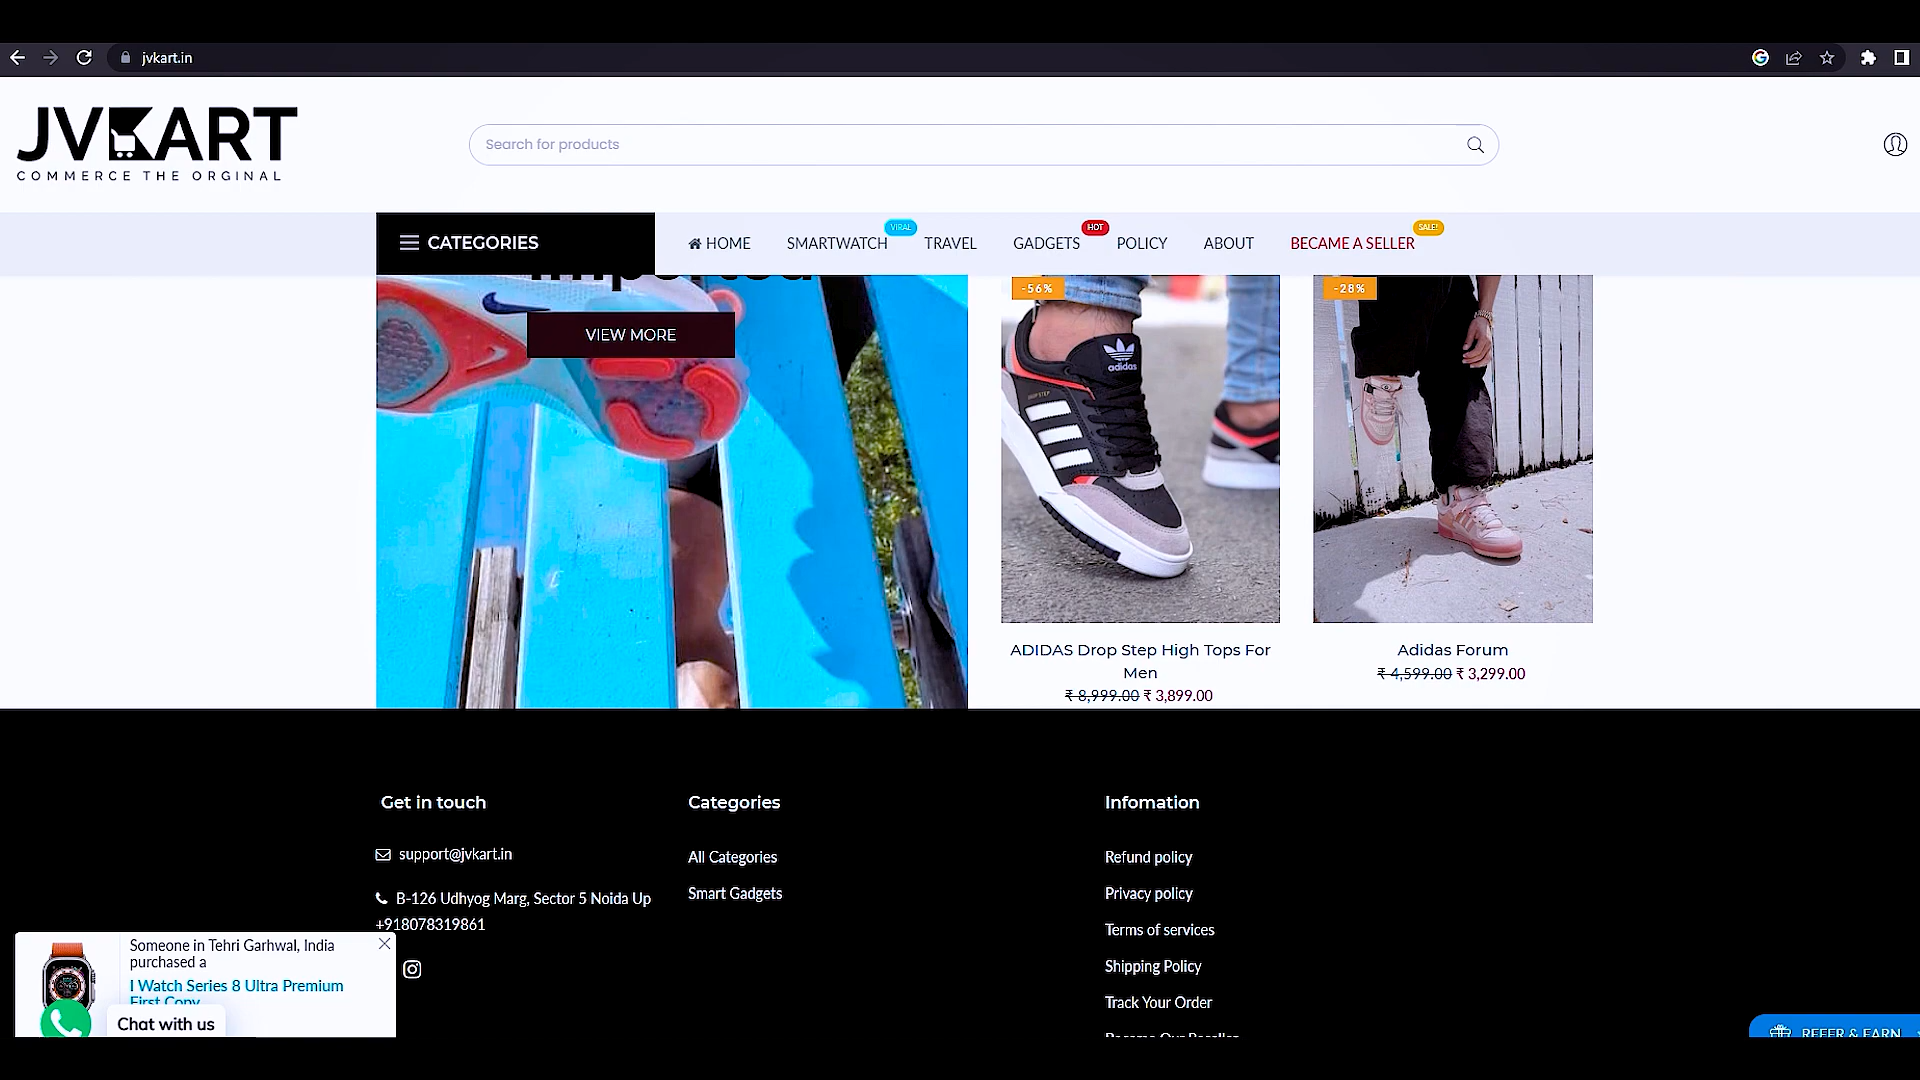 jvkart.in
JVKART
COMMERCE THE ORGINAL
Search for products
CATEGORIES
HOME
SMARTWATCH
VIRAL
TRAVEL
GADGETS
HOT
POLICY
ABOUT
BECAME A SELLER
SALE!
Imported
VIEW MORE
-56%
adidas
-28%
ADIDAS Drop Step High Tops For
Men
₹ 8,999.00 ₹ 3,899.00
Adidas Forum
₹ 4,599.00 ₹ 3,299.00
Get in touch
support@jvkart.in
B-126 Udhyog Marg, Sector 5 Noida Up
+918078319861
Categories
All Categories
Smart Gadgets
Infomation
Refund policy
Privacy policy
Terms of services
Shipping Policy
Track Your Order
Someone in Tehri Garhwal, India
purchased a
I Watch Series 8 Ultra Premium
First Copy
Chat with us
REFER & EARN